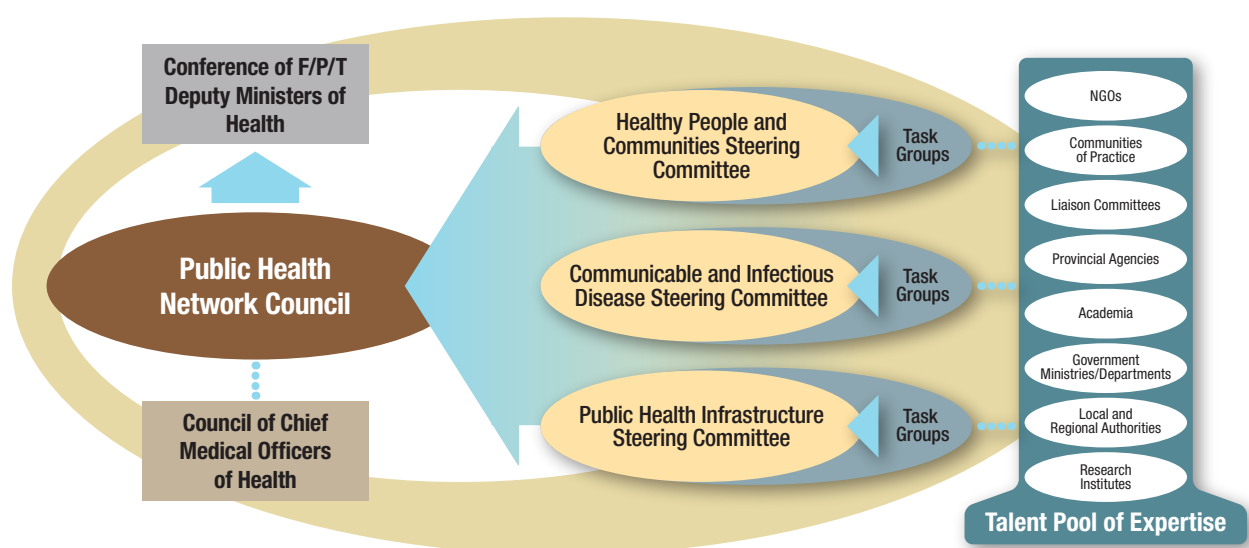 Conference of F/P/T
Deputy Ministers of
Health
Public Health
Network Council
Council of Chief
Medical Officers
of Health
Healthy People and
Communities Steering
Committee
Task
Groups
Communicable and Infectious
Disease Steering Committee
Task
Groups
Public Health Infrastructure
Steering Committee
Task
Groups
NGOs
Communities
of Practice
Liaison Committees
Provincial Agencies
Academia
Government
Ministries/Departments
Local and
Regional Authorities
Research
Institutes
Talent Pool of Expertise